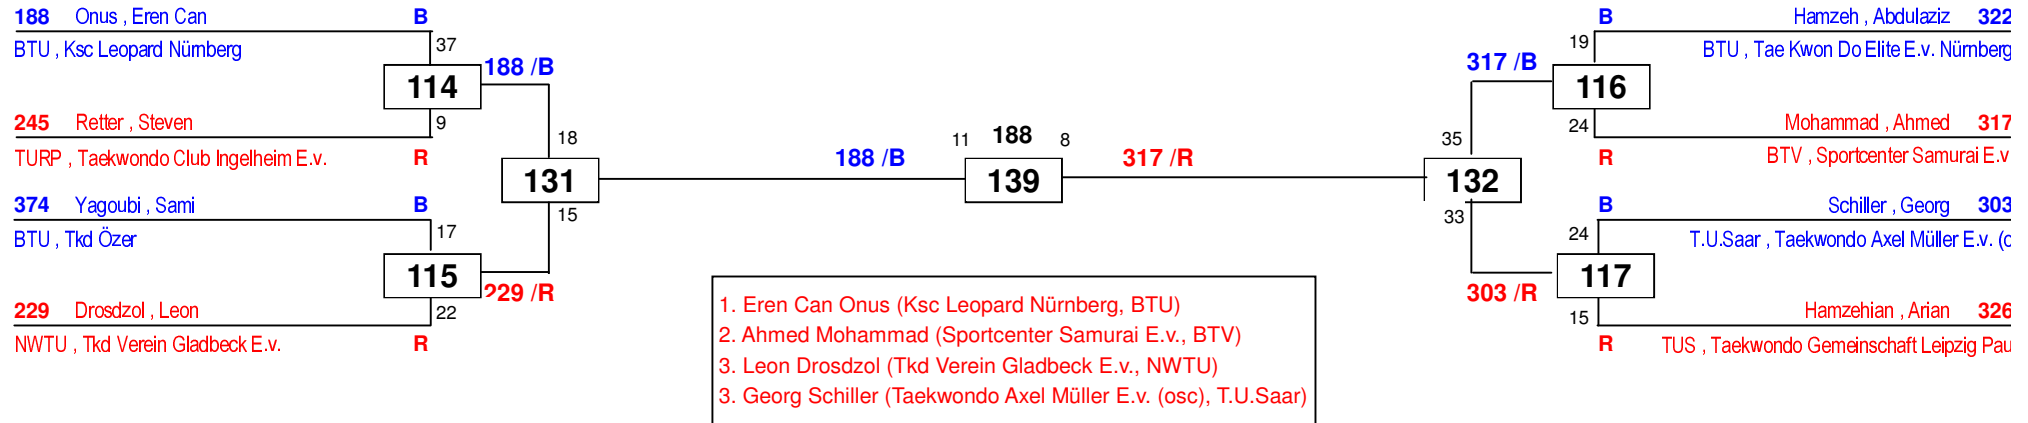 188 Onus , Eren Can B
37
BTU , Ksc Leopard Nürnberg
114
188 /B
245 Retter , Steven
9
TURP , Taekwondo Club Ingelheim E.v. R
18
131
15
374 Yagoubi , Sami B
17
BTU , Tkd Özer
115
229 /R
229 Drosdzol , Leon
22
NWTU , Tkd Verein Gladbeck E.v. R
188 /B
11 188 8
139
317 /R
B Hamzeh , Abdulaziz 322
19
BTU , Tae Kwon Do Elite E.v. Nürnberg
317 /B
116
24
Mohammad , Ahmed 317
R BTV , Sportcenter Samurai E.v
35
132
33
B Schiller , Georg 303
24
T.U.Saar , Taekwondo Axel Müller E.v. (c
117
303 /R
15
Hamzehian , Arian 326
R TUS , Taekwondo Gemeinschaft Leipzig Pau
1. Eren Can Onus (Ksc Leopard Nürnberg, BTU)
2. Ahmed Mohammad (Sportcenter Samurai E.v., BTV)
3. Leon Drosdzol (Tkd Verein Gladbeck E.v., NWTU)
3. Georg Schiller (Taekwondo Axel Müller E.v. (osc), T.U.Saar)